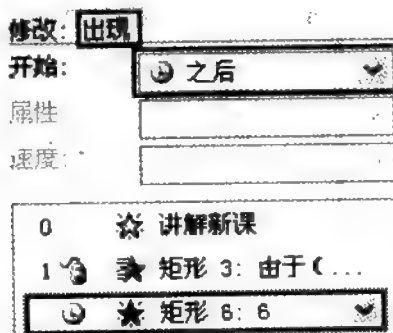 修改: 出现
开始: 之后
属性
速度:
0 讲解新课
1 矩形 3: 由于(...
矩形 6: 6